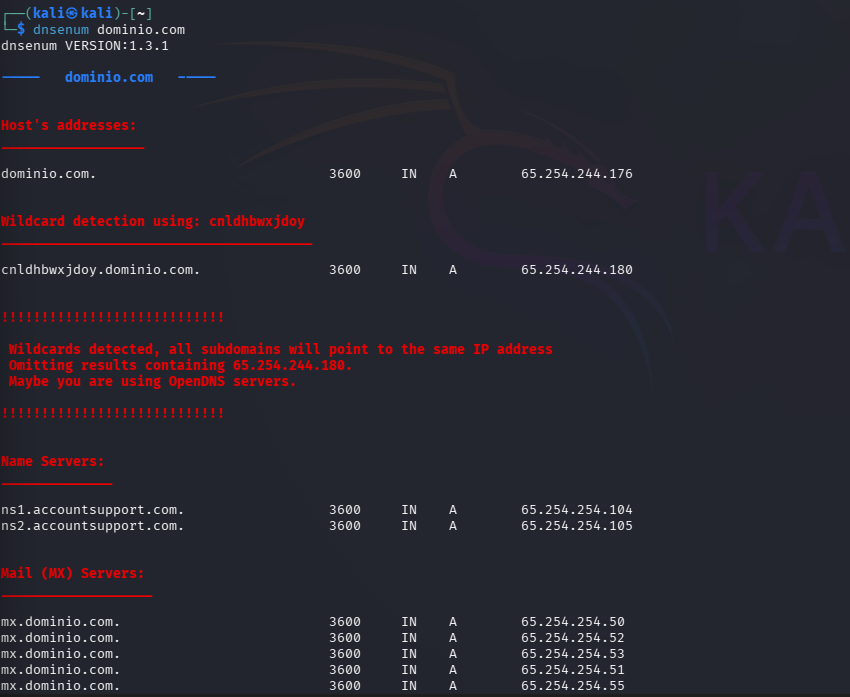 ┌──(kali㉿kali)-[~]
└─$ dnsenum dominio.com
dnsenum VERSION:1.3.1
----- dominio.com -----
Host's addresses:
dominio.com. 3600 IN A 65.254.244.176
Wildcard detection using: cnldhbwxjdoy
cnldhbwxjdoy.dominio.com. 3600 IN A 65.254.244.180
!!!!!!!!!!!!!!!!!!!!!!!!!!!!
Wildcards detected, all subdomains will point to the same IP address
Omitting results containing 65.254.244.180.
Maybe you are using OpenDNS servers.
!!!!!!!!!!!!!!!!!!!!!!!!!!!!
Name Servers:
ns1.accountsupport.com. 3600 IN A 65.254.254.104
ns2.accountsupport.com. 3600 IN A 65.254.254.105
Mail (MX) Servers:
mx.dominio.com. 3600 IN A 65.254.254.50
mx.dominio.com. 3600 IN A 65.254.254.52
mx.dominio.com. 3600 IN A 65.254.254.53
mx.dominio.com. 3600 IN A 65.254.254.51
mx.dominio.com. 3600 IN A 65.254.254.55
KA